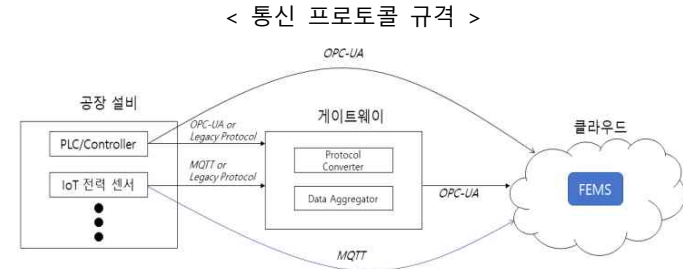 < 통신 프로토콜 규격 >
OPC-UA
공장 설비
게이트웨이
클라우드
PLC/Controller
OPC-UA or
Legacy Protocol
Protocol
Converter
IoT 전력 센서
MQTT or
Legacy Protocol
Data Aggregator
OPC-UA
FEMS
MQTT